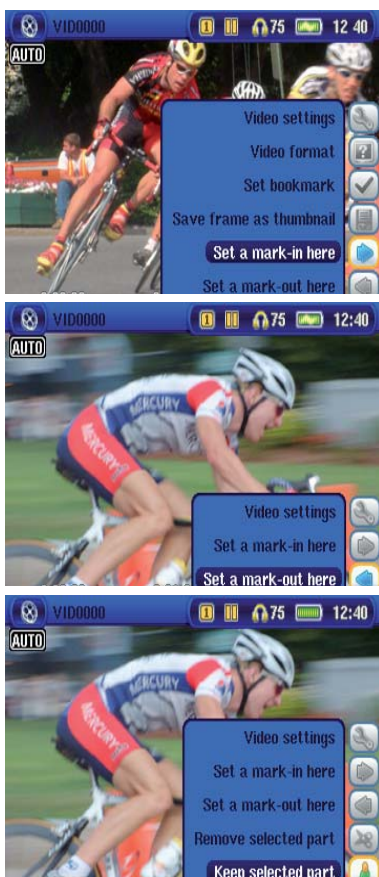 VID0000 1 75 12 40
AUTO
Video settings
Video format
Set bookmark
Save frame as thumbnail
Set a mark-in here
Set a mark-out here
VID0000 1 75 12:40
AUTO
MERCURY
MERCURY
Video settings
Set a mark-in here
Set a mark-out here
VID0000 1 75 12:40
AUTO
MERCURY
MERCURY
Video settings
Set a mark-in here
Set a mark-out here
Remove selected part
Keep selected part